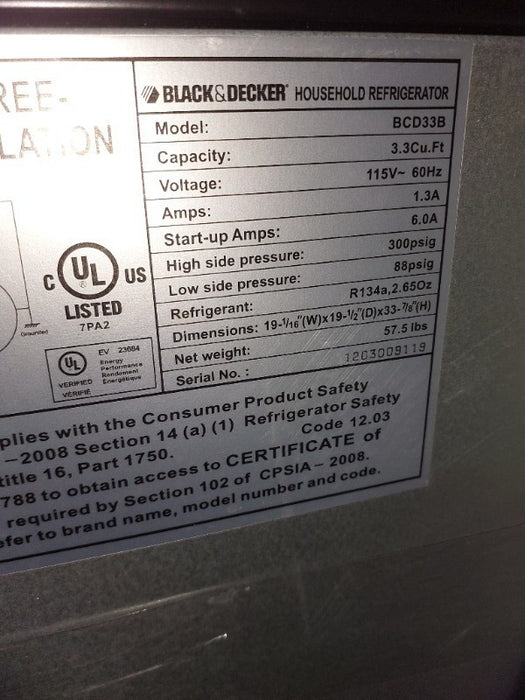 REE-
LATION
BLACK&DECKER® HOUSEHOLD REFRIGERATOR
Model: BCD33B
Capacity: 3.3Cu.Ft
Voltage: 115V~ 60Hz
Amps: 1.3A
Start-up Amps: 6.0A
High side pressure: 300psig
Low side pressure: 88psig
Refrigerant: R134a,2.65Oz
Dimensions: 19-1/16"(W)x19-1/2"(D)x33-7/8"(H)
Net weight: 57.5 lbs
Serial No. : 1203009119
C UL® US
LISTED
7PA2
Grounded
UL
VERIFIED
VÉRIFIÉ
EV 23684
Energy
Performance
Rendement
Énergétique
plies with the Consumer Product Safety
–2008 Section 14 (a) (1) Refrigerator Safety
title 16, Part 1750. Code 12.03
788 to obtain access to CERTIFICATE of
required by Section 102 of CPSIA – 2008.
efer to brand name, model number and code.